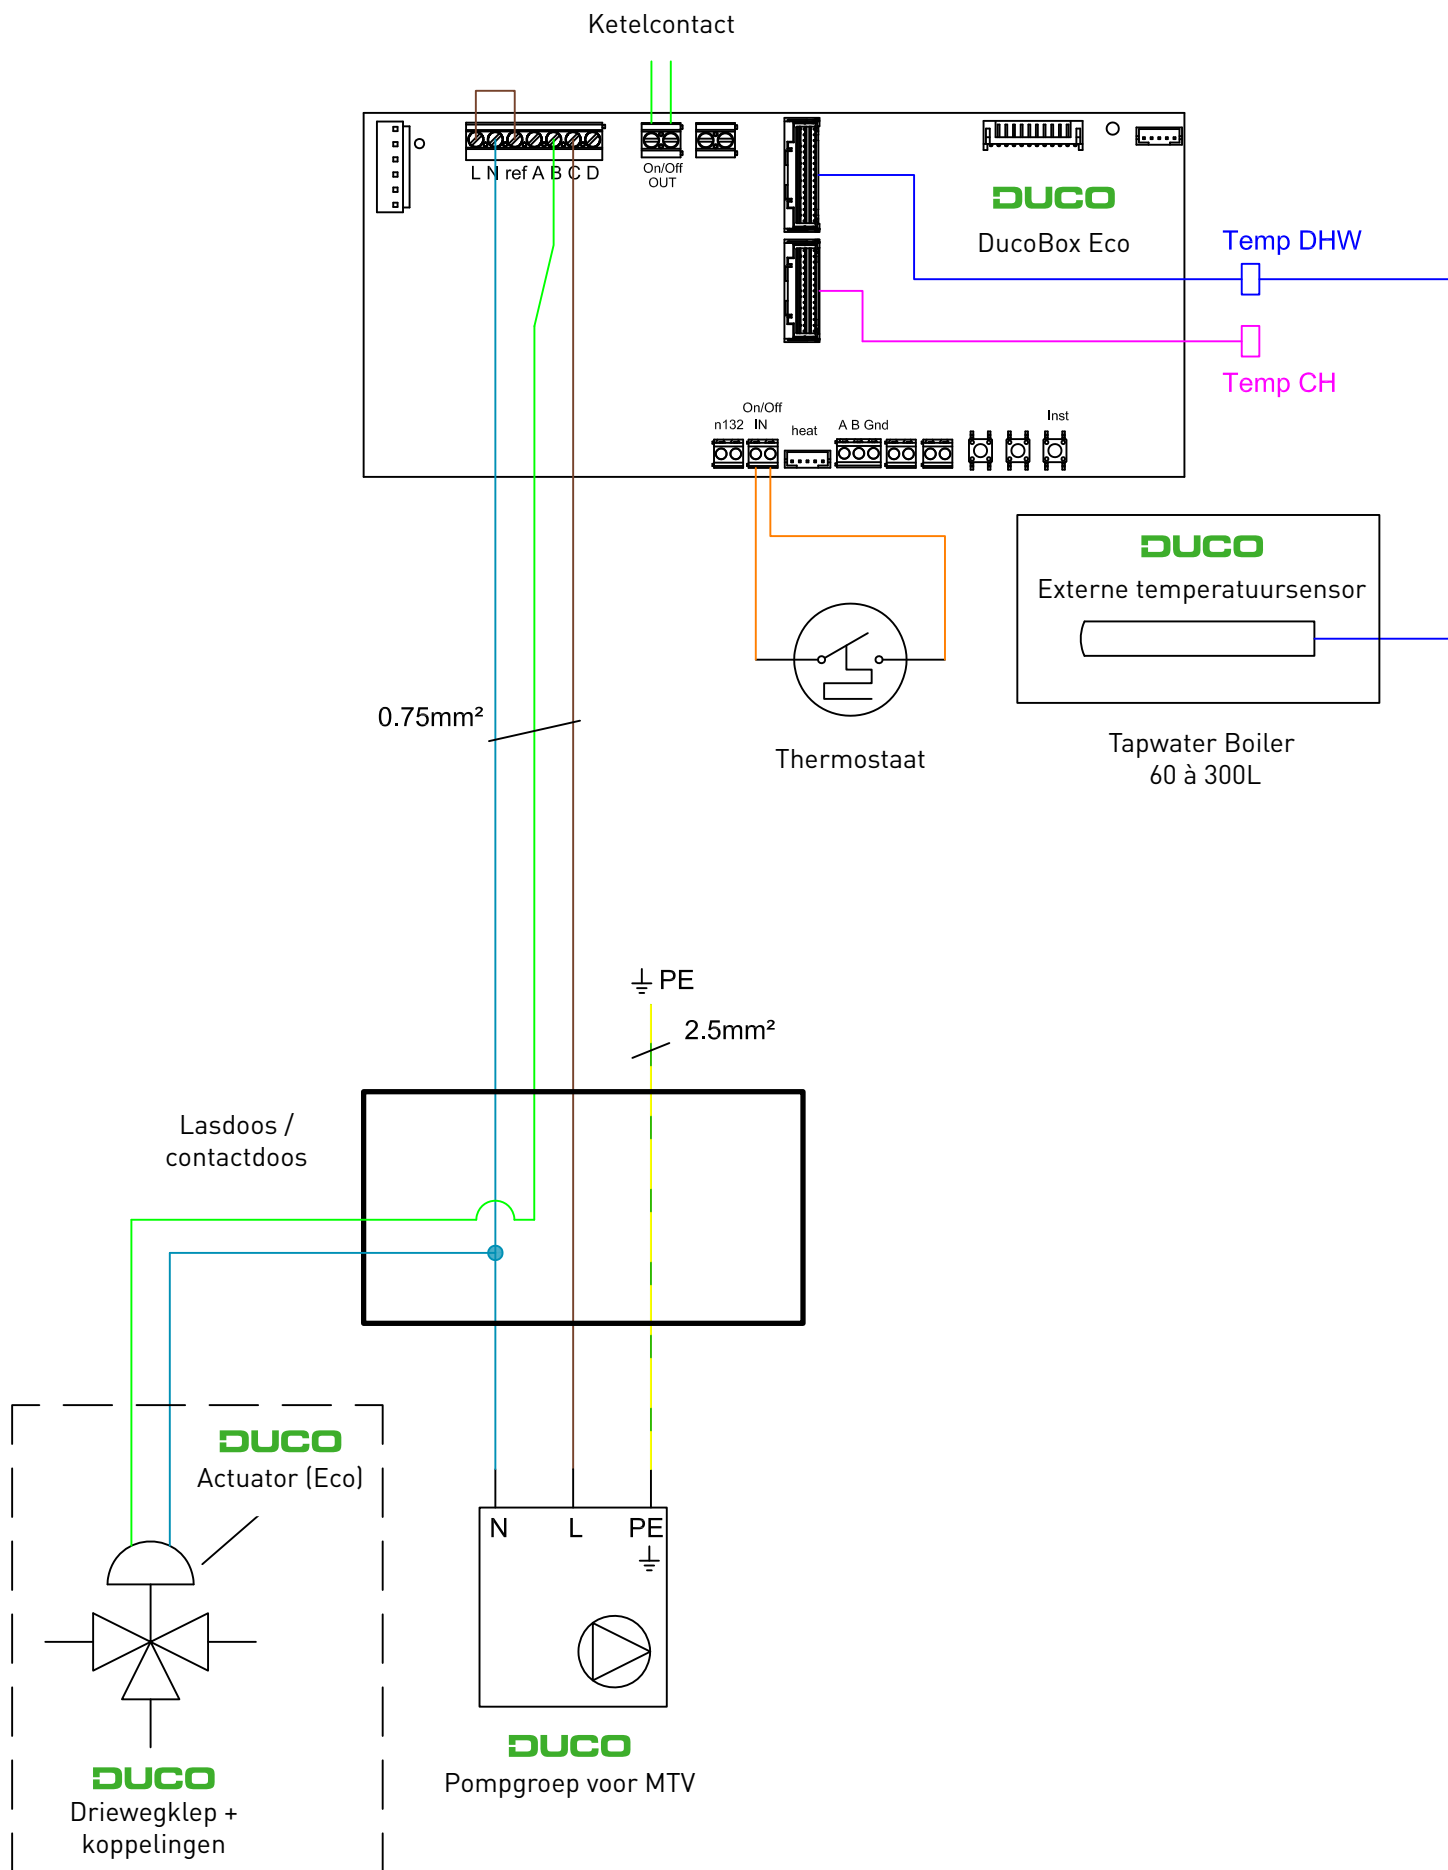 Ketelcontact
L N ref A B C D
On/Off
OUT
DUCO
DucoBox Eco
Temp DHW
Temp CH
n132
On/Off
IN
heat
A B Gnd
Inst
DUCO
Externe temperatuursensor
Tapwater Boiler
60 à 300L
Thermostaat
0.75mm²
PE
2.5mm²
Lasdoos /
contactdoos
DUCO
Actuator (Eco)
N L PE
DUCO
Pompgroep voor MTV
DUCO
Driewegklep +
koppelingen